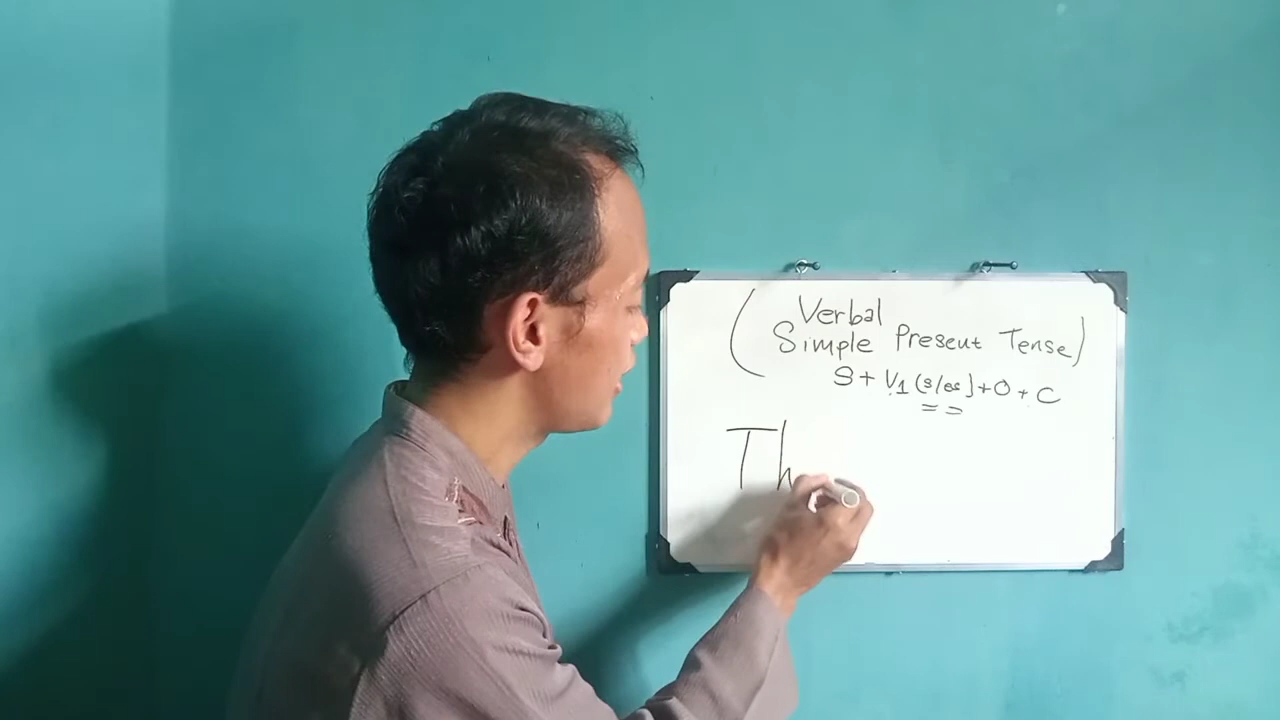 ( Verbal
Simple Present Tense)
S + V1 (s/es) + O + C
Th